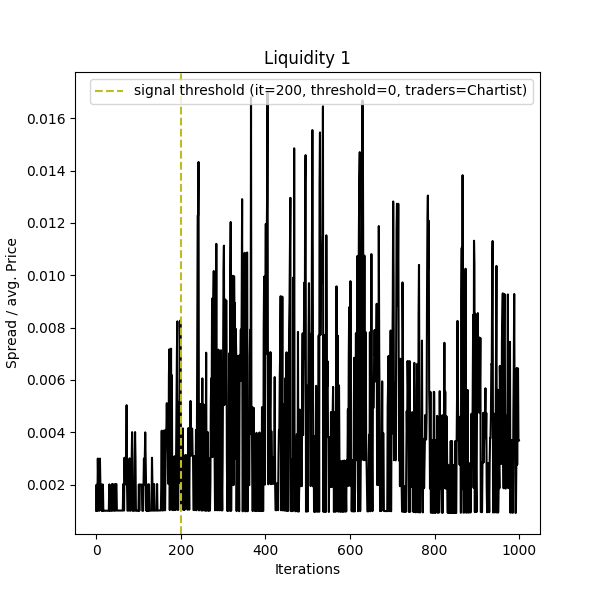 Liquidity 1
signal threshold (it=200, threshold=0, traders=Chartist)
Spread / avg. Price
0.016
0.014
0.012
0.010
0.008
0.006
0.004
0.002
0 200 400 600 800 1000
Iterations